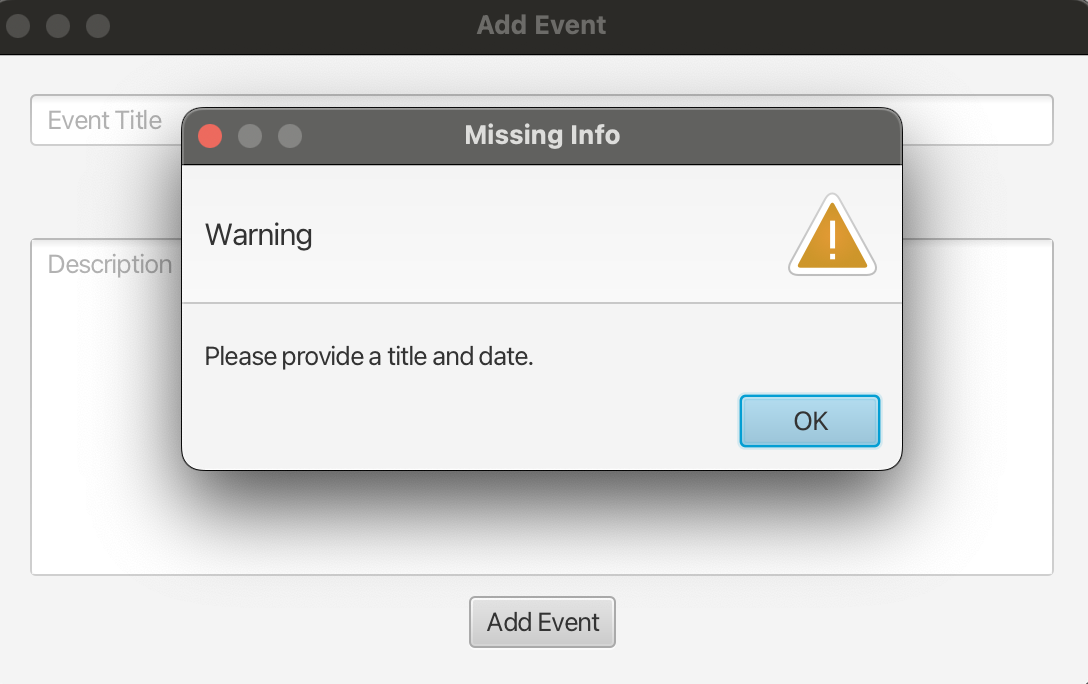 Add Event
Event Title
Missing Info
Warning
Description
Please provide a title and date.
OK
Add Event